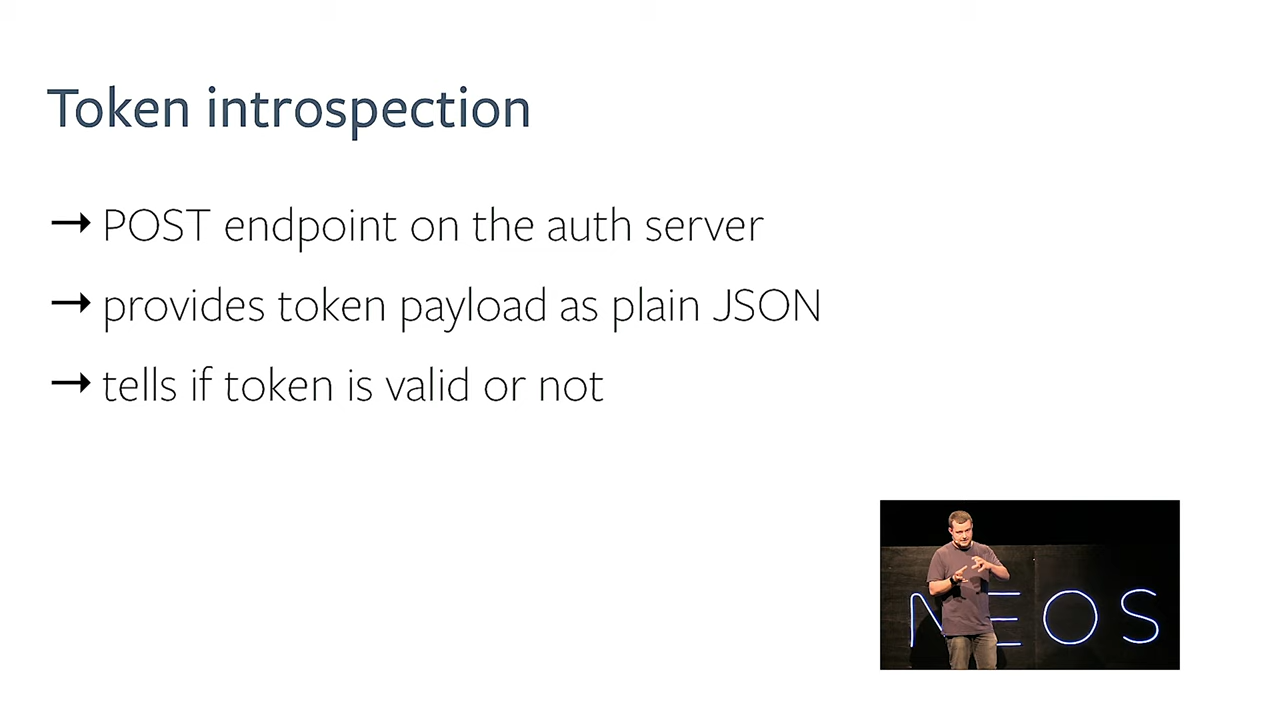 Token introspection
→ POST endpoint on the auth server
→ provides token payload as plain JSON
→ tells if token is valid or not
NEOS